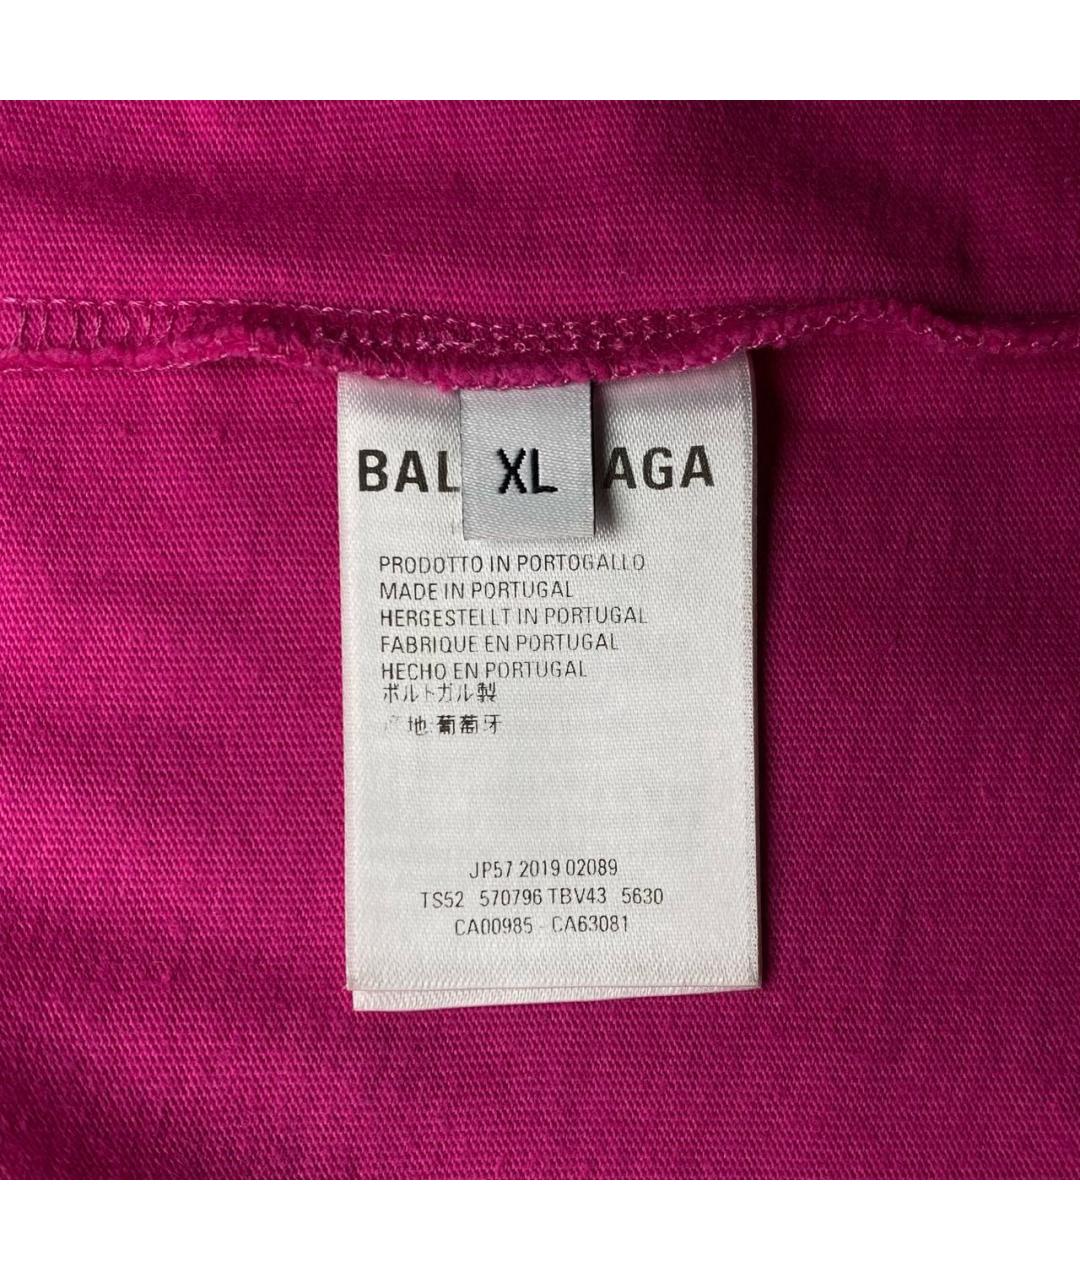 BAL XL AGA
PRODOTTO IN PORTOGALLO
MADE IN PORTUGAL
HERGESTELLT IN PORTUGAL
FABRIQUE EN PORTUGAL
HECHO EN PORTUGAL
ポルトガル製
产地:葡萄牙
JP57 2019 02089
TS52 570796 TBV43 5630
CA00985 - CA63081